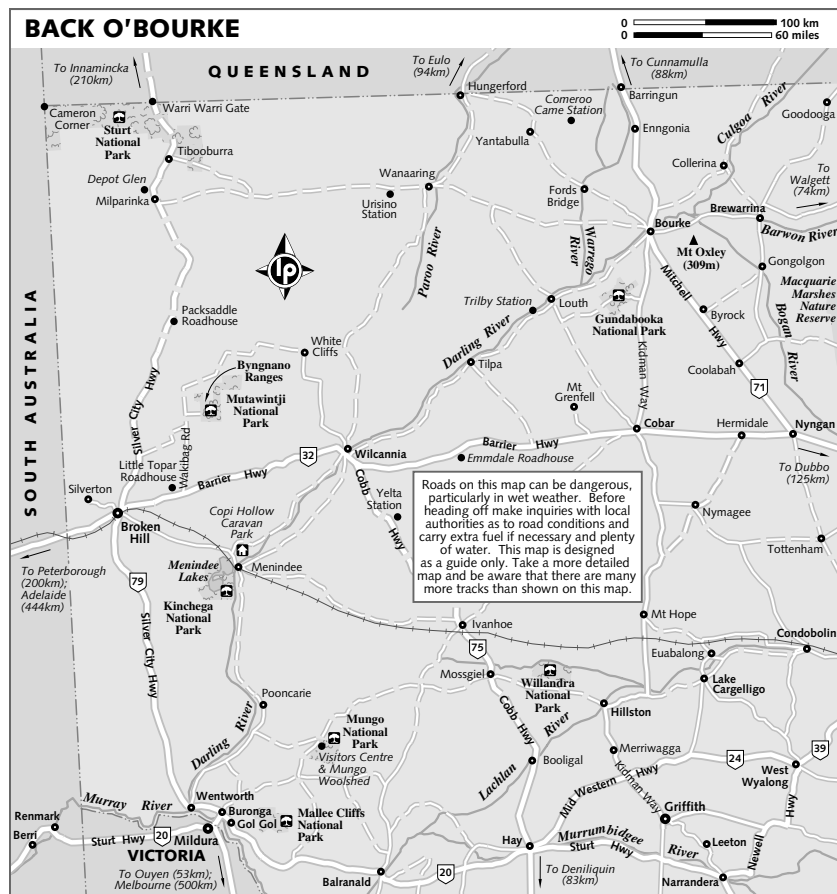 BACK O'BOURKE
0 100 km
0 60 miles
To Innamincka
(210km)
QUEENSLAND
To Eulo
(94km)
To Cunnamulla
(88km)
Hungerford
Barringun
Cameron
Corner
Warri Warri Gate
Sturt
National
Park
Tibooburra
Comeroo
Came Station
Yantabulla
Enngonia
Culgoa River
Goodooga
Collerina
To
Walgett
(74km)
Depot Glen
Milparinka
Wanaaring
Urisino
Station
Fords
Bridge
Bourke
Brewarrina
Barwon River
Mt Oxley
(309m)
Paroo River
Warrego
River
lp
Gongolgon
Macquarie
Marshes
Nature
Reserve
Mitchell
Hwy
Trilby Station
Louth
Gundabooka
National Park
Byrock
Bogan
River
Packsaddle
Roadhouse
SOUTH AUSTRALIA
White
Cliffs
Darling River
Tilpa
Kidman Way
Coolabah
71
Byngnano
Ranges
Mutawintji
National
Park
Silver City Hwy
Wakibag Rd
Mt
Grenfell
Cobar
Hermidale
Nyngan
Wilcannia
Barrier Hwy
32
Emmdale Roadhouse
To Dubbo
(125km)
Little Topar
Roadhouse
Barrier Hwy
Silverton
Broken
Hill
Cobb
Hwy
Yelta
Station
Copi Hollow
Caravan
Park
Roads on this map can be dangerous,
particularly in wet weather. Before
heading off make inquiries with local
authorities as to road conditions and
carry extra fuel if necessary and plenty
of water. This map is designed
as a guide only. Take a more detailed
map and be aware that there are many
more tracks than shown on this map.
Nymagee
Tottenham
To Peterborough
(200km);
Adelaide
(444km)
79
Menindee
Lakes
Menindee
Kinchega
National
Park
Silver City Hwy
Ivanhoe
75
Mt Hope
Condobolin
Euabalong
Mossgiel
Willandra
National
Park
Lake
Cargelligo
Hillston
Pooncarie
Darling River
Mungo
National
Park
Visitors Centre
& Mungo
Woolshed
Cobb Hwy
Lachlan River
Booligal
Merriwagga
Mid Western Hwy
24
39
West
Wyalong
Kidman Way
Griffith
Murray River
Wentworth
Buronga
Gol Gol
Mallee Cliffs
National
Park
Renmark
Berri
Sturt Hwy
20
Mildura
VICTORIA
To Ouyen (53km);
Melbourne (500km)
Balranald
20
Hay
Murrumbidgee
River
Sturt Hwy
Leeton
Newell
Hwy
Narrandera
To Deniliquin
(83km)